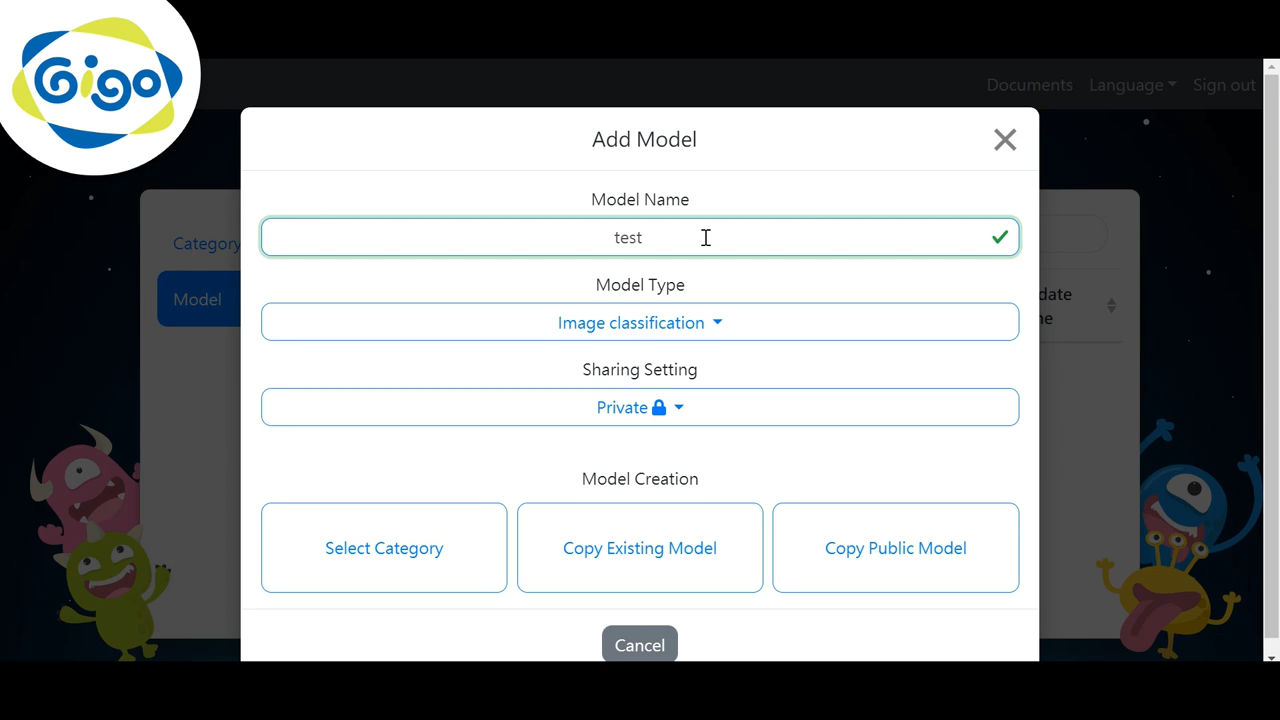 Gigo
Documents Language Sign out
Add Model
Model Name
Category
test
Model Type
Model
date
Image classification
Sharing Setting
Private
Model Creation
Select Category
Copy Existing Model
Copy Public Model
Cancel